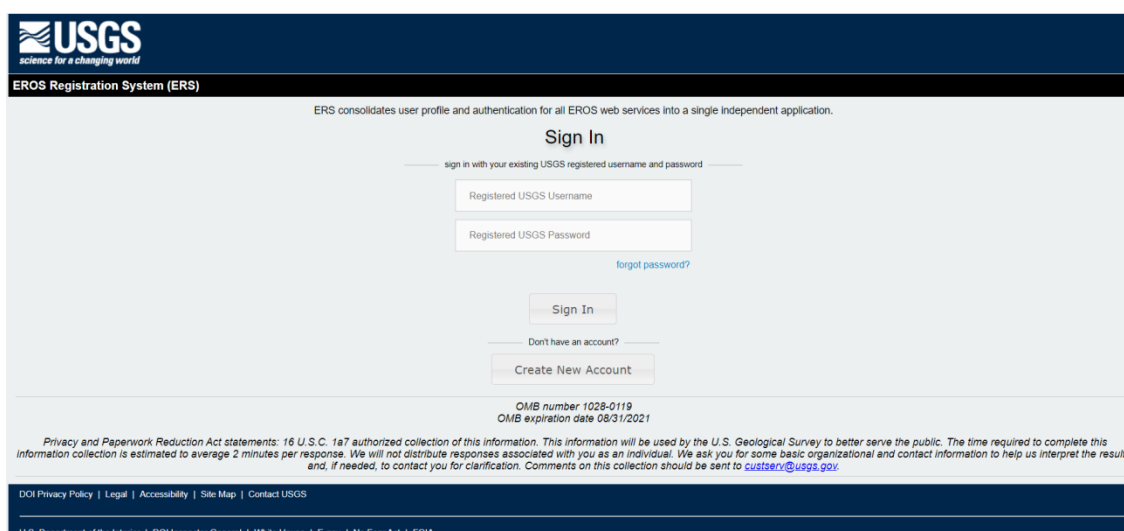 USGS
science for a changing world
EROS Registration System (ERS)
ERS consolidates user profile and authentication for all EROS web services into a single independent application.
Sign In
sign in with your existing USGS registered username and password
Registered USGS Username
Registered USGS Password
forgot password?
Sign In
Don't have an account?
Create New Account
OMB number 1028-0119
OMB expiration date 08/31/2021
Privacy and Paperwork Reduction Act statements: 16 U.S.C. 1a7 authorized collection of this information. This information will be used by the U.S. Geological Survey to better serve the public. The time required to complete this
information collection is estimated to average 2 minutes per response. We will not distribute responses associated with you as an individual. We ask you for some basic organizational and contact information to help us interpret the resul
and, if needed, to contact you for clarification. Comments on this collection should be sent to custserv@usgs.gov.
DOI Privacy Policy | Legal | Accessibility | Site Map | Contact USGS